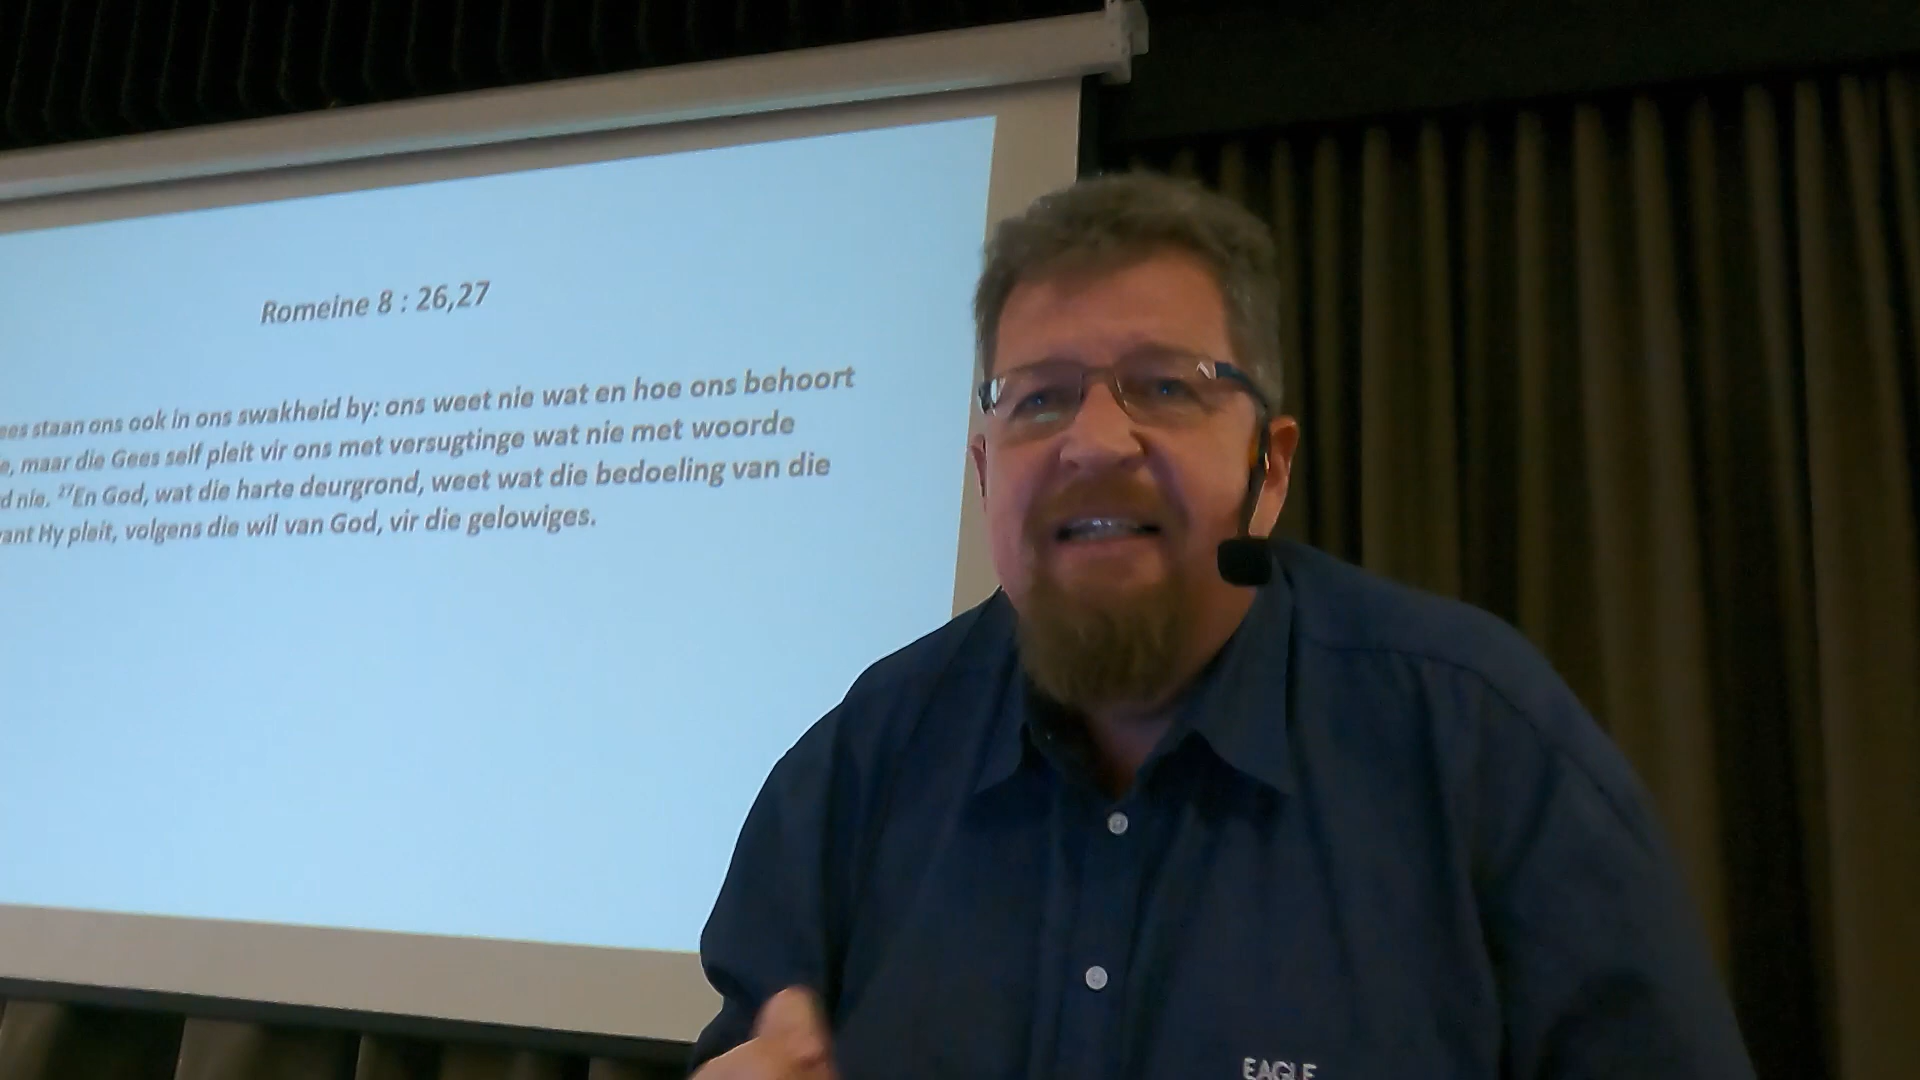 Romeine 8 : 26,27
ees staan ons ook in ons swakheid by: ons weet nie wat en hoe ons behoort
e, maar die Gees self pleit vir ons met versugtinge wat nie met woorde
d nie. ²⁷En God, wat die harte deurgrond, weet wat die bedoeling van die
ant Hy pleit, volgens die wil van God, vir die gelowiges.
EAGLE